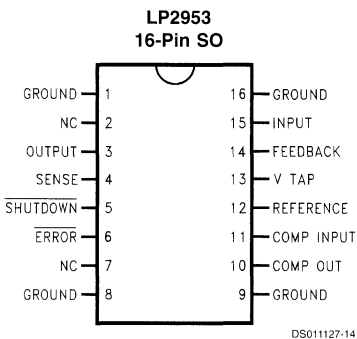 LP2953
16-Pin SO
GROUND 1 16 GROUND
NC 2 15 INPUT
OUTPUT 3 14 FEEDBACK
SENSE 4 13 V TAP
SHUTDOWN 5 12 REFERENCE
ERROR 6 11 COMP INPUT
NC 7 10 COMP OUT
GROUND 8 9 GROUND
DS011127-14